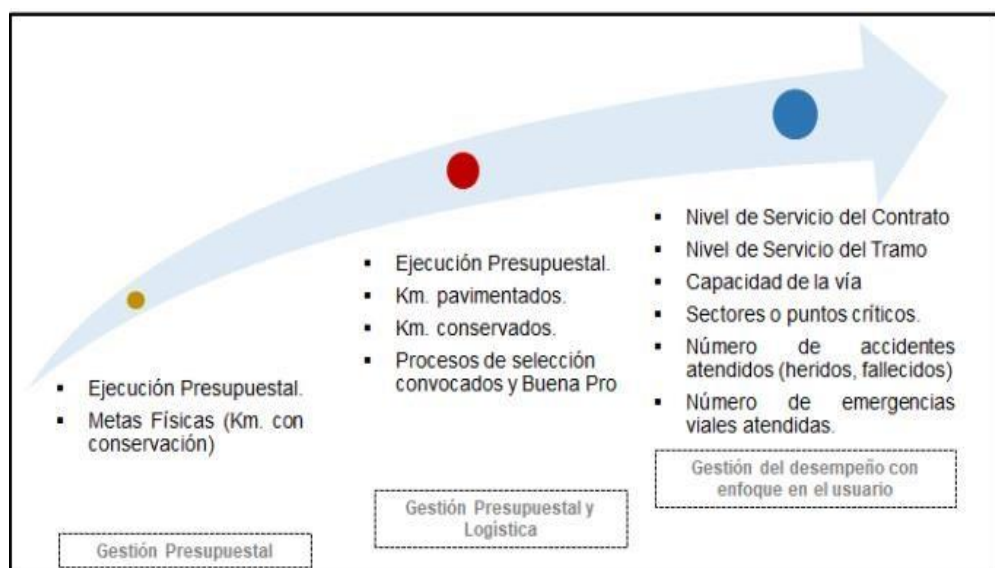 Ejecución Presupuestal.
Metas Físicas (Km. con
conservación)
Gestión Presupuestal
Ejecución Presupuestal.
Km. pavimentados.
Km. conservados.
Procesos de selección
convocados y Buena Pro
Gestión Presupuestal y
Logística
Nivel de Servicio del Contrato
Nivel de Servicio del Tramo
Capacidad de la vía
Sectores o puntos críticos.
Número de accidentes
atendidos (heridos, fallecidos)
Número de emergencias
viales atendidas.
Gestión del desempeño con
enfoque en el usuario